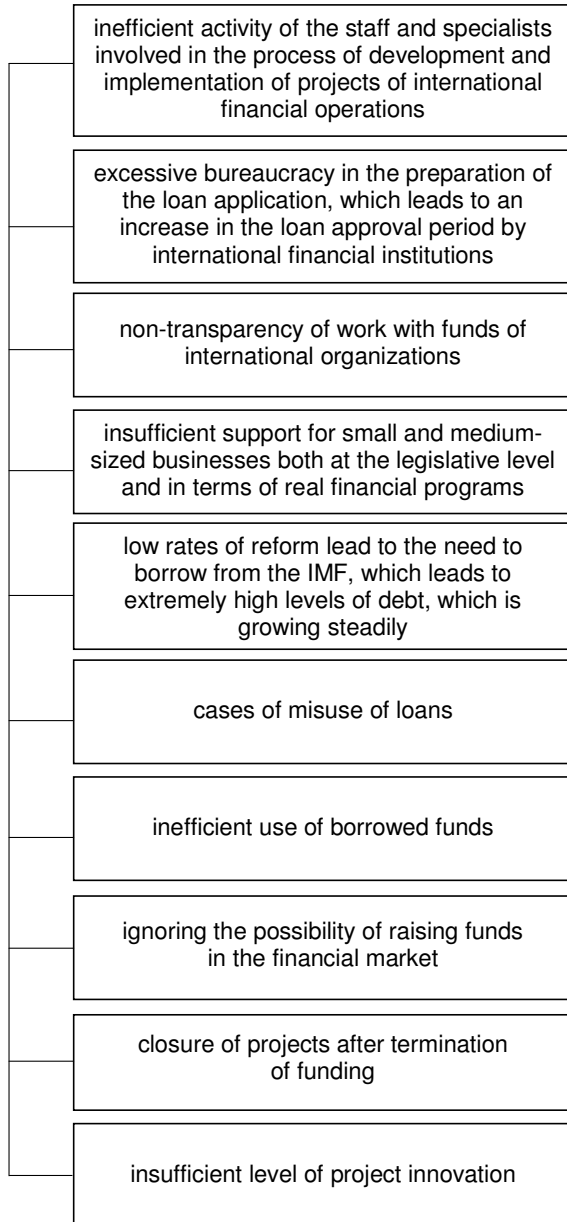 inefficient activity of the staff and specialists
involved in the process of development and
implementation of projects of international
financial operations
excessive bureaucracy in the preparation of
the loan application, which leads to an
increase in the loan approval period by
international financial institutions
non-transparency of work with funds of
international organizations
insufficient support for small and medium-
sized businesses both at the legislative level
and in terms of real financial programs
low rates of reform lead to the need to
borrow from the IMF, which leads to
extremely high levels of debt, which is
growing steadily
cases of misuse of loans
inefficient use of borrowed funds
ignoring the possibility of raising funds
in the financial market
closure of projects after termination
of funding
insufficient level of project innovation